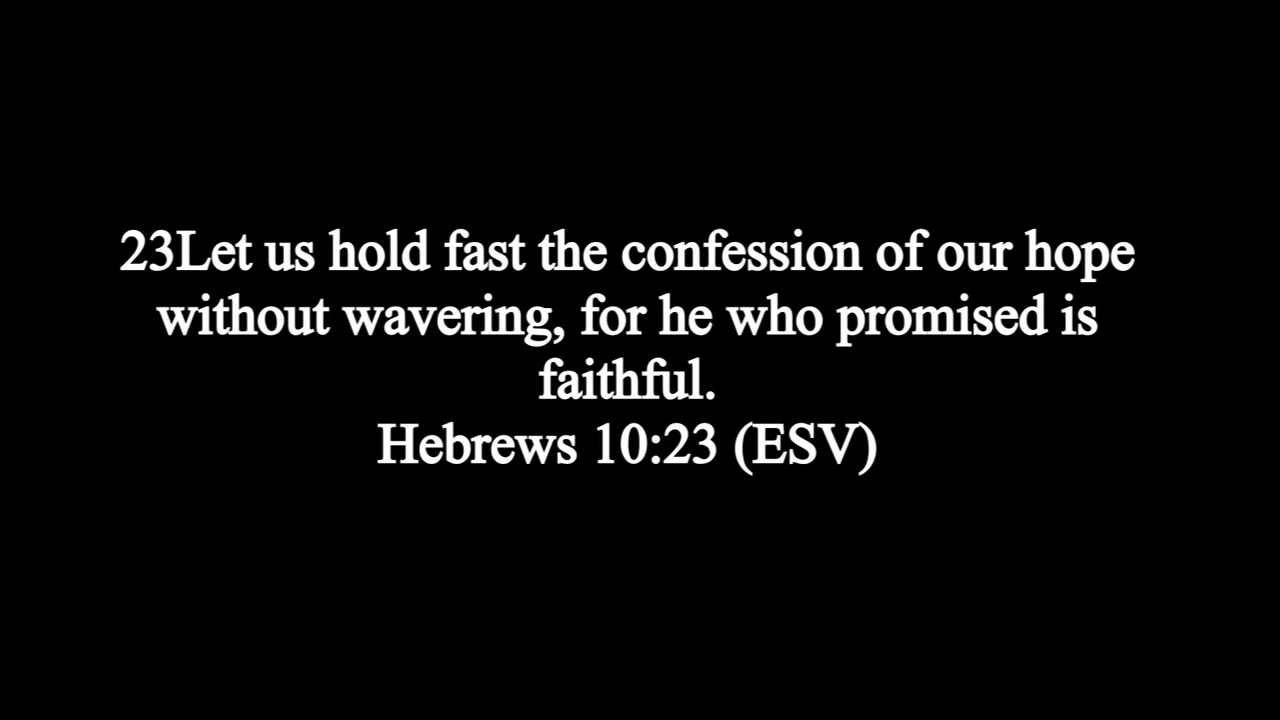 23Let us hold fast the confession of our hope
without wavering, for he who promised is
faithful.
Hebrews 10:23 (ESV)